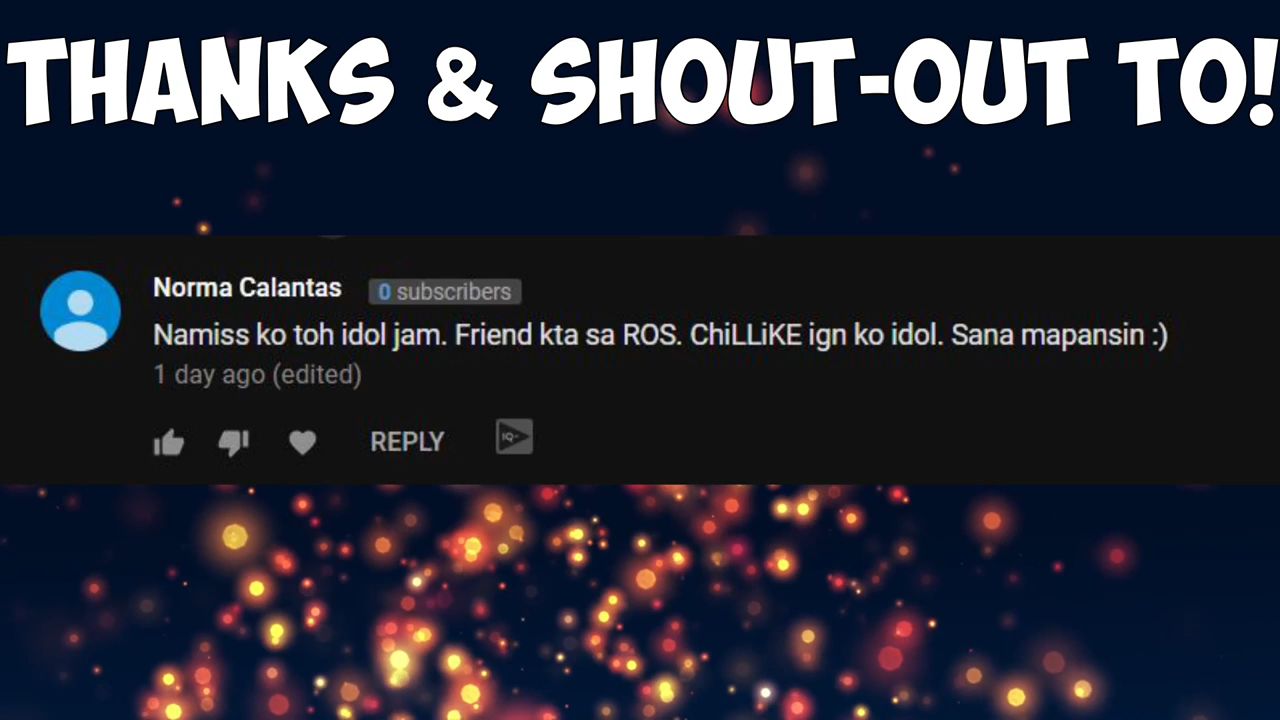 THANKS & SHOUT-OUT TO!
Norma Calantas 0 subscribers
Namiss ko toh idol jam. Friend kta sa ROS. ChiLLiKE ign ko idol. Sana mapansin :)
1 day ago (edited)
REPLY IQ